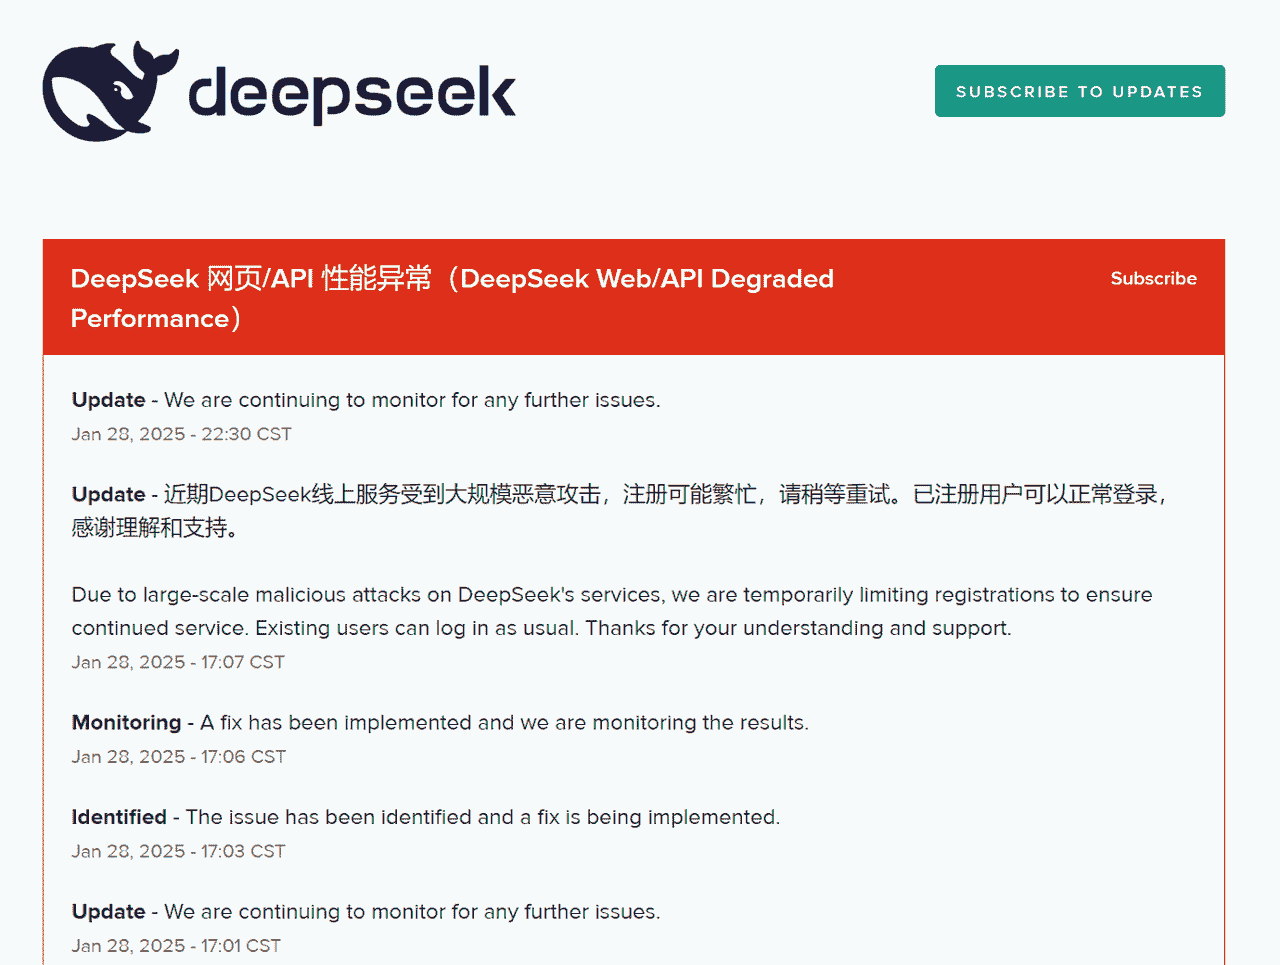 deepseek
SUBSCRIBE TO UPDATES
DeepSeek 网页/API 性能异常（DeepSeek Web/API Degraded
Performance）
Subscribe
Update - We are continuing to monitor for any further issues.
Jan 28, 2025 - 22:30 CST
Update - 近期DeepSeek线上服务受到大规模恶意攻击，注册可能繁忙，请稍等重试。已注册用户可以正常登录，
感谢理解和支持。
Due to large-scale malicious attacks on DeepSeek's services, we are temporarily limiting registrations to ensure
continued service. Existing users can log in as usual. Thanks for your understanding and support.
Jan 28, 2025 - 17:07 CST
Monitoring - A fix has been implemented and we are monitoring the results.
Jan 28, 2025 - 17:06 CST
Identified - The issue has been identified and a fix is being implemented.
Jan 28, 2025 - 17:03 CST
Update - We are continuing to monitor for any further issues.
Jan 28, 2025 - 17:01 CST